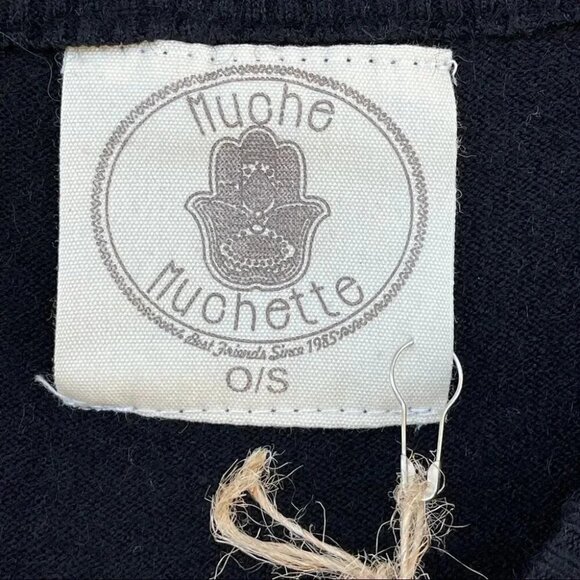 Muche
Muchette
Best Friends Since 1985
O/S